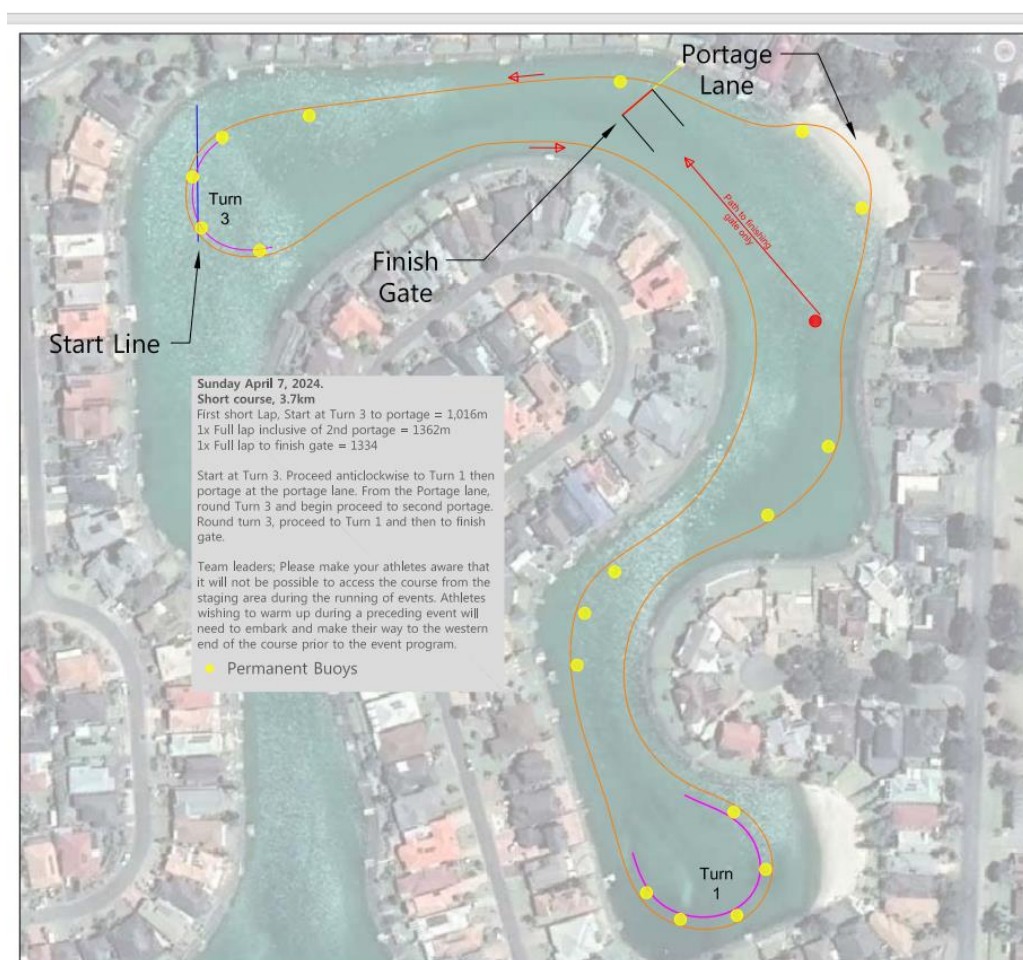 Portage
Lane
Turn
3
Path to finishing
gate only
Finish
Gate
Start Line
Sunday April 7, 2024.
Short course, 3.7km
First short Lap, Start at Turn 3 to portage = 1,016m
1x Full lap inclusive of 2nd portage = 1362m
1x Full lap to finish gate = 1334
Start at Turn 3. Proceed anticlockwise to Turn 1 then
portage at the portage lane. From the Portage lane,
round Turn 3 and begin proceed to second portage.
Round turn 3, proceed to Turn 1 and then to finish
gate.
Team leaders; Please make your athletes aware that
it will not be possible to access the course from the
staging area during the running of events. Athletes
wishing to warm up during a preceding event will
need to embark and make their way to the western
end of the course prior to the event program.
Permanent Buoys
Turn
1